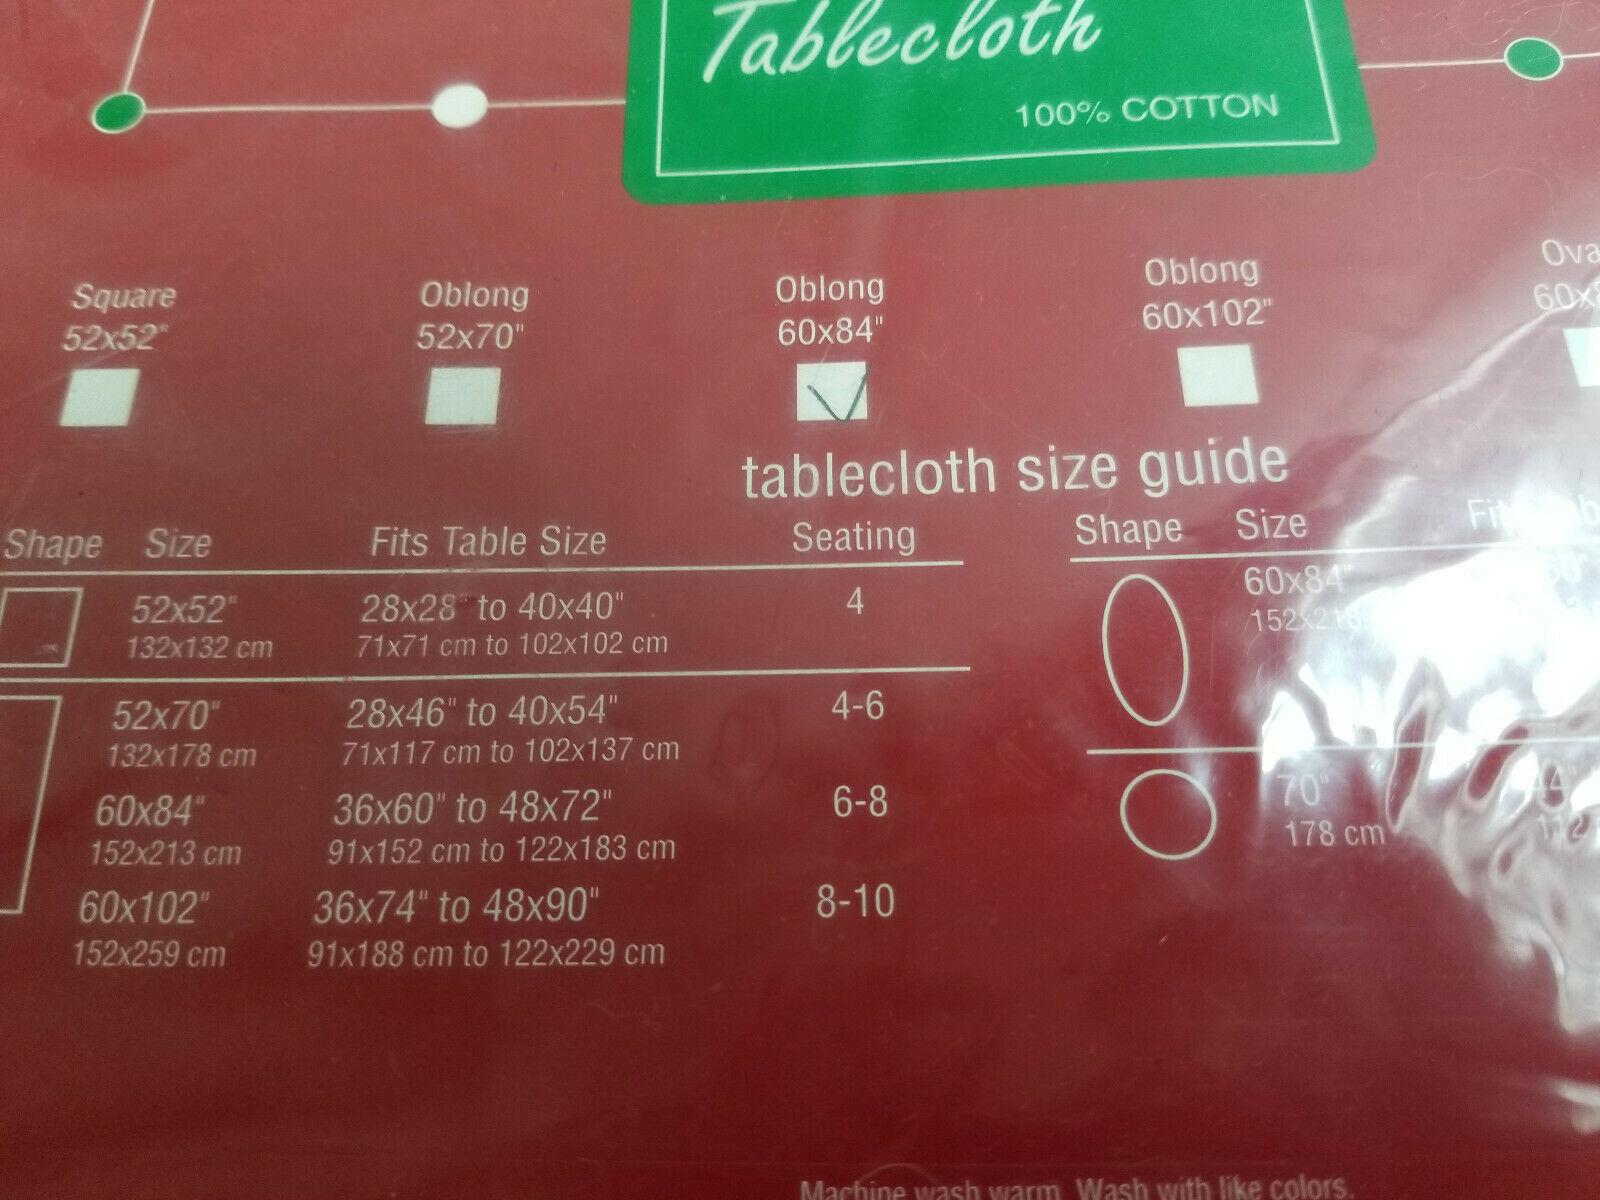 Tablecloth
100% COTTON
Square
52x52"
Oblong
52x70"
Oblong
60x84"
Oblong
60x102"
tablecloth size guide
Shape Size Fits Table Size Seating
52x52" 28x28" to 40x40" 4
132x132 cm 71x71 cm to 102x102 cm
52x70" 28x46" to 40x54" 4-6
132x178 cm 71x117 cm to 102x137 cm
60x84" 36x60" to 48x72" 6-8
152x213 cm 91x152 cm to 122x183 cm
60x102" 36x74" to 48x90" 8-10
152x259 cm 91x188 cm to 122x229 cm
Shape Size
60x84"
70"
178 cm
Machine wash warm. Wash with like colors.